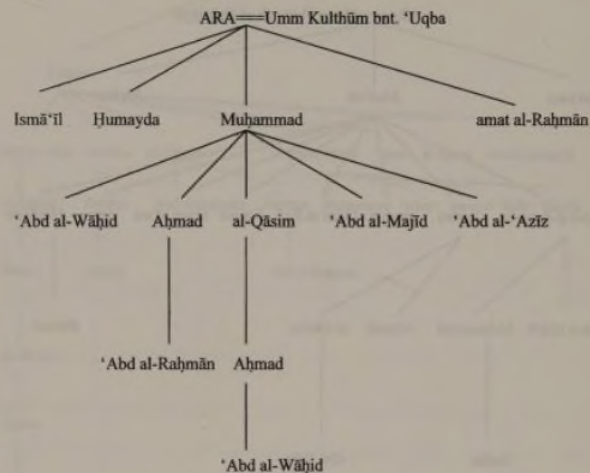 ARA═══Umm Kulthūm bnt. ‘Uqba
Ismā‘īl Ḥumayda Muḥammad amat al-Raḥmān
‘Abd al-Wāḥid Aḥmad al-Qāsim ‘Abd al-Majīd ‘Abd al-‘Azīz
‘Abd al-Raḥmān Aḥmad
‘Abd al-Wāḥid